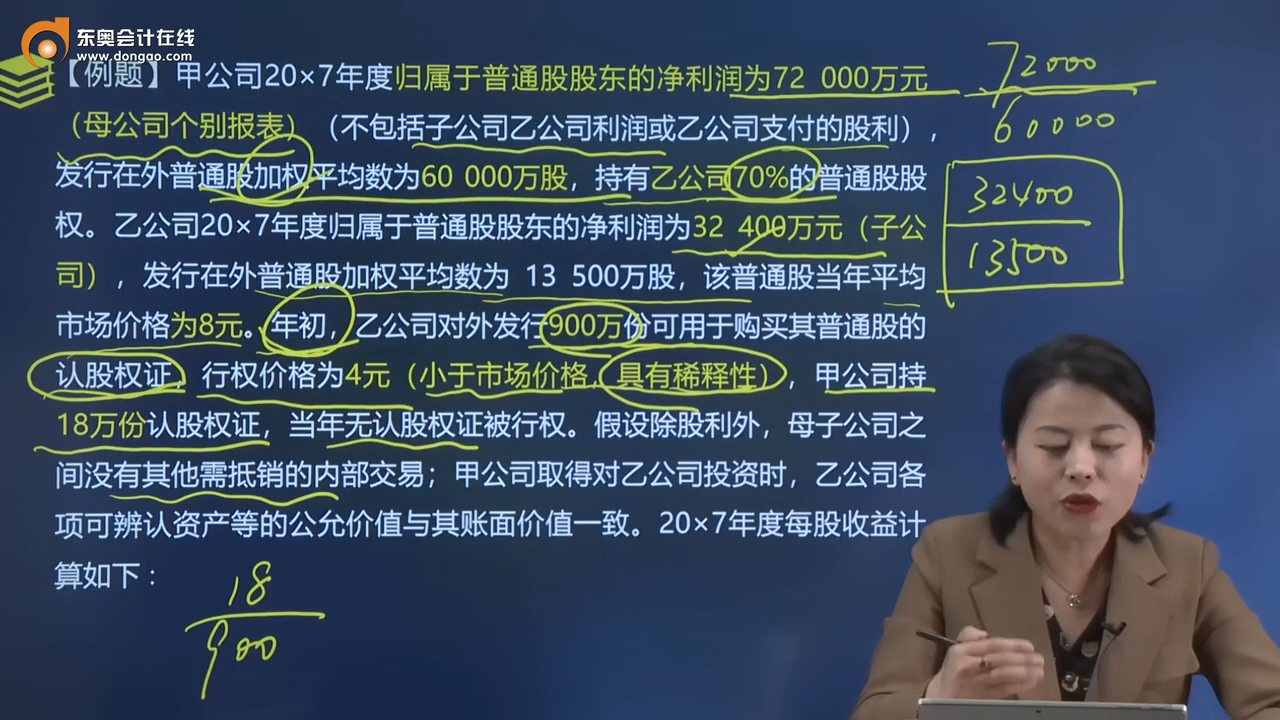 东奥会计在线
www.dongao.com
【例题】甲公司20×7年度归属于普通股股东的净利润为72 000万元
（母公司个别报表）（不包括子公司乙公司利润或乙公司支付的股利），
发行在外普通股加权平均数为60 000万股，持有乙公司70%的普通股股
权。乙公司20×7年度归属于普通股股东的净利润为32 400万元（子公
司），发行在外普通股加权平均数为 13 500万股，该普通股当年平均
市场价格为8元。年初，乙公司对外发行900万份可用于购买其普通股的
认股权证，行权价格为4元（小于市场价格，具有稀释性），甲公司持
18万份认股权证，当年无认股权证被行权。假设除股利外，母子公司之
间没有其他需抵销的内部交易；甲公司取得对乙公司投资时，乙公司各
项可辨认资产等的公允价值与其账面价值一致。20×7年度每股收益计
算如下：
72000
60000
32400
13500
18
900